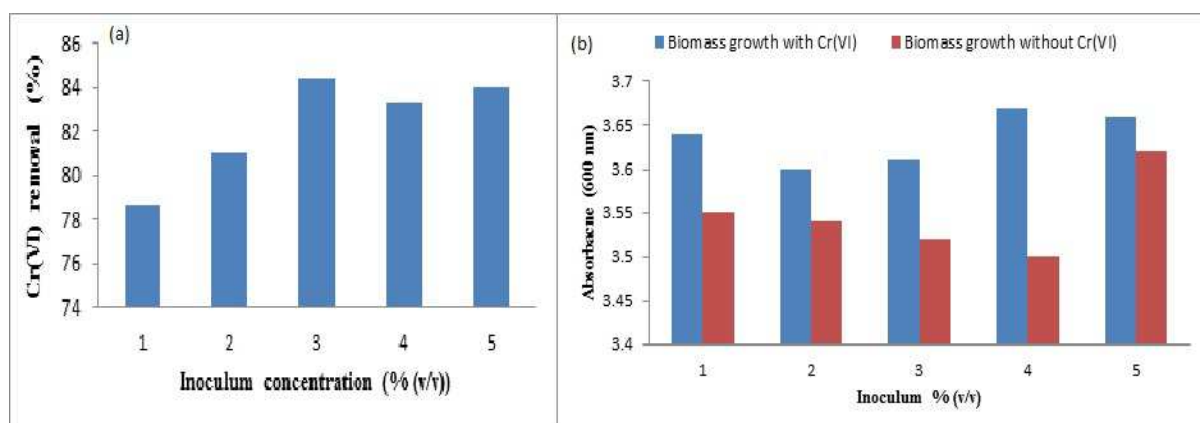 (a)
Cr(VI) removal (%)
86
84
82
80
78
76
74
1 2 3 4 5
Inoculum concentration (% (v/v))
(b)
Biomass growth with Cr(VI) Biomass growth without Cr(VI)
Absorbacne (600 nm)
3.7
3.65
3.6
3.55
3.5
3.45
3.4
1 2 3 4 5
Inoculum % (v/v)